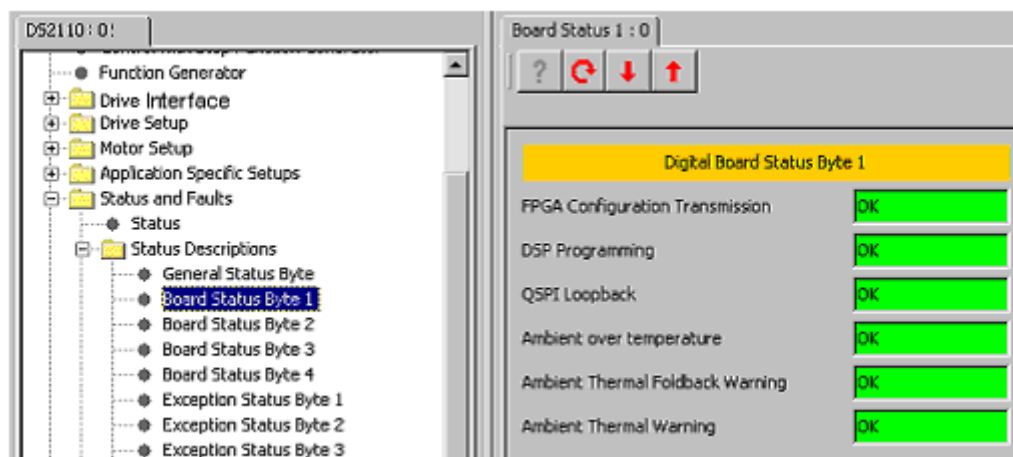 DS2110 : 0!
Function Generator
Drive Interface
Drive Setup
Motor Setup
Application Specific Setups
Status and Faults
Status
Status Descriptions
General Status Byte
Board Status Byte 1
Board Status Byte 2
Board Status Byte 3
Board Status Byte 4
Exception Status Byte 1
Exception Status Byte 2
Exception Status Byte 3
Board Status 1 : 0
?
Digital Board Status Byte 1
FPGA Configuration Transmission OK
DSP Programming OK
QSPI Loopback OK
Ambient over temperature OK
Ambient Thermal Foldback Warning OK
Ambient Thermal Warning OK